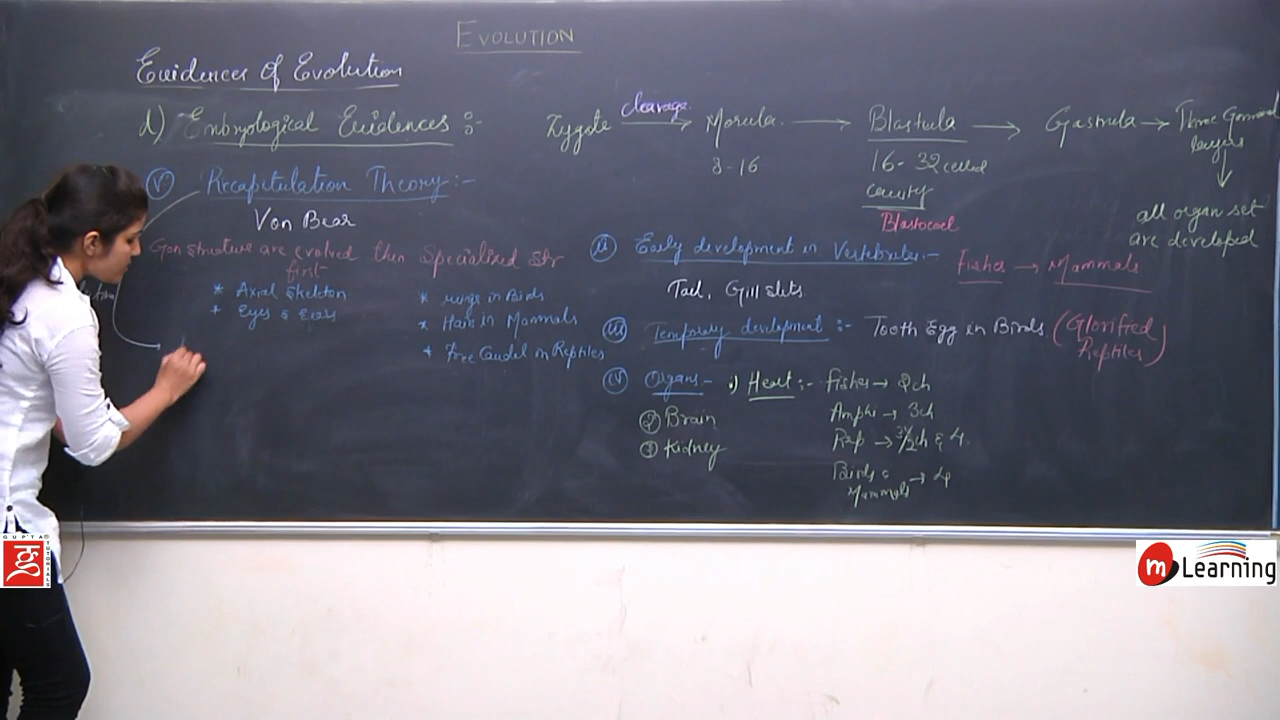 EVOLUTION
Evidences Of Evolution
d) Embryological Evidences :-
Zygote cleavage → Morula → Blastula → Gastrula → Three Germinal layers
8-16
16-32 celled
cavity
Blastocoel
all organ set
are developed
(V) Recapitulation Theory:-
Von Bear
Gen structure are evolved then Specialized Str
first
* Axial Skeleton
* Eyes & Ears
* wings in Birds
* Hair in Mammals
* Fore Caudel in Reptiles
(ii) Early development in Vertebrates:-
Fishes → Mammals
Tail, Gill slits.
(iii) Temporary development :- Tooth Egg in Birds (Glorified
Reptiles)
(iv) Organs- 1) Heart:- Fishes → 2ch
Amphi → 3ch
Rep → 3½ch & 4.
Birds &
Mammals → 4
(2) Brain
(3) Kidney
GUPTA
TUTORIALS
m Learning